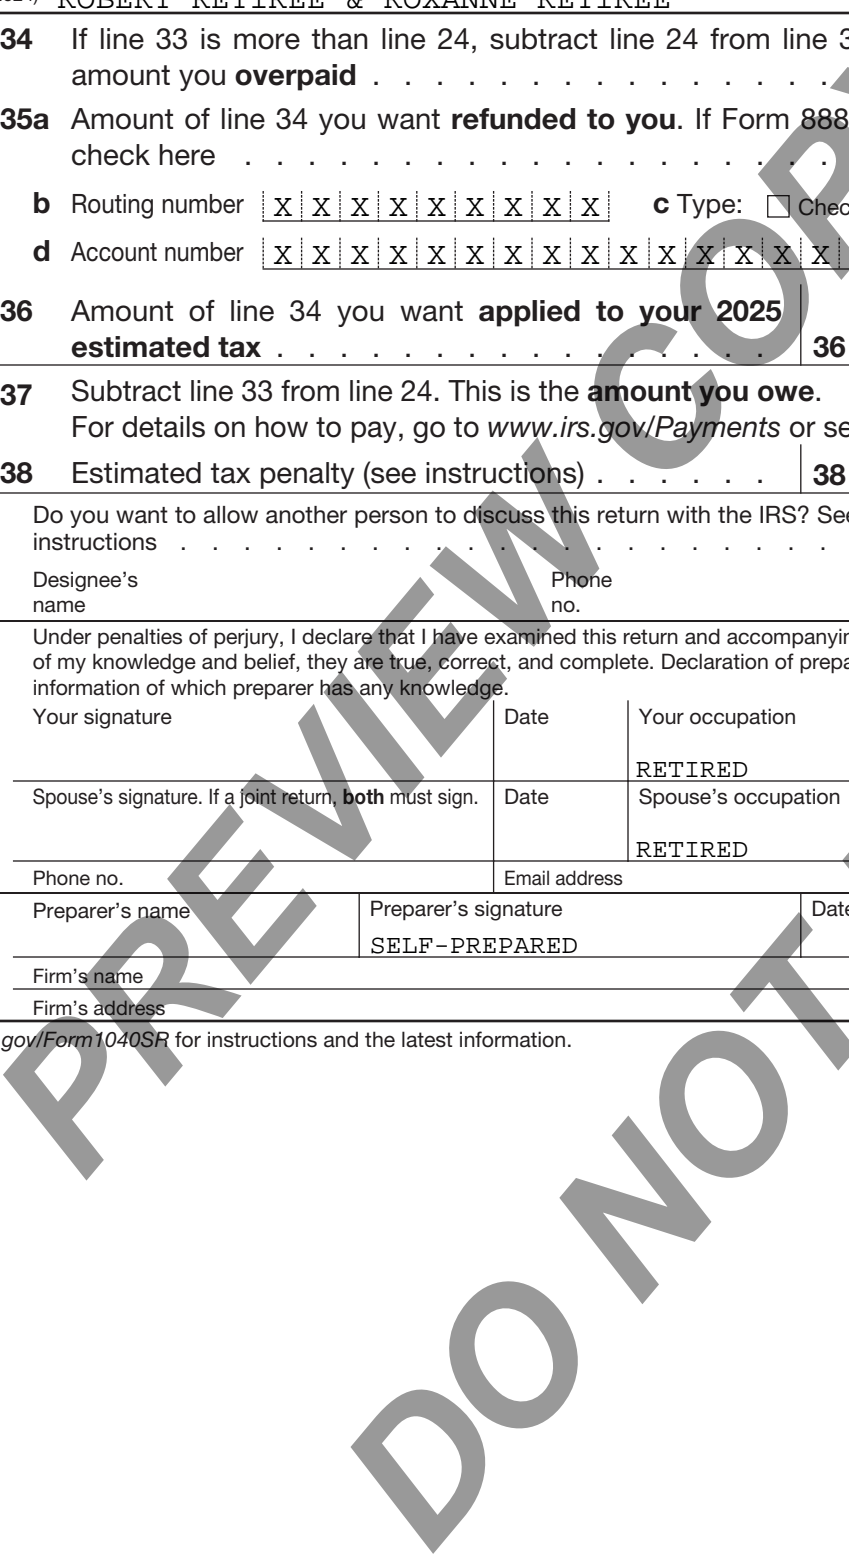 ROBERT RETIREE & ROXANNE RETIREE
34 If line 33 is more than line 24, subtract line 24 from line 3
amount you overpaid . . . . . . . . . . . . . . .
35a Amount of line 34 you want refunded to you. If Form 888
check here . . . . . . . . . . . . . . . . . . .
b Routing number X X X X X X X X X c Type: Chec
d Account number X X X X X X X X X X X X X X X
36 Amount of line 34 you want applied to your 2025
estimated tax . . . . . . . . . . . . . . . . 36
37 Subtract line 33 from line 24. This is the amount you owe.
For details on how to pay, go to www.irs.gov/Payments or se
38 Estimated tax penalty (see instructions) . . . . . . 38
Do you want to allow another person to discuss this return with the IRS? See
instructions . . . . . . . . . . . . . . . . . . . . .
Designee's
name
Phone
no.
Under penalties of perjury, I declare that I have examined this return and accompanyin
of my knowledge and belief, they are true, correct, and complete. Declaration of prepa
information of which preparer has any knowledge.
Your signature Date Your occupation
RETIRED
Spouse's signature. If a joint return, both must sign. Date Spouse's occupation
RETIRED
Phone no. Email address
Preparer's name Preparer's signature Date
SELF-PREPARED
Firm's name
Firm's address
gov/Form1040SR for instructions and the latest information.
PREVIEW COPY
DO NOT